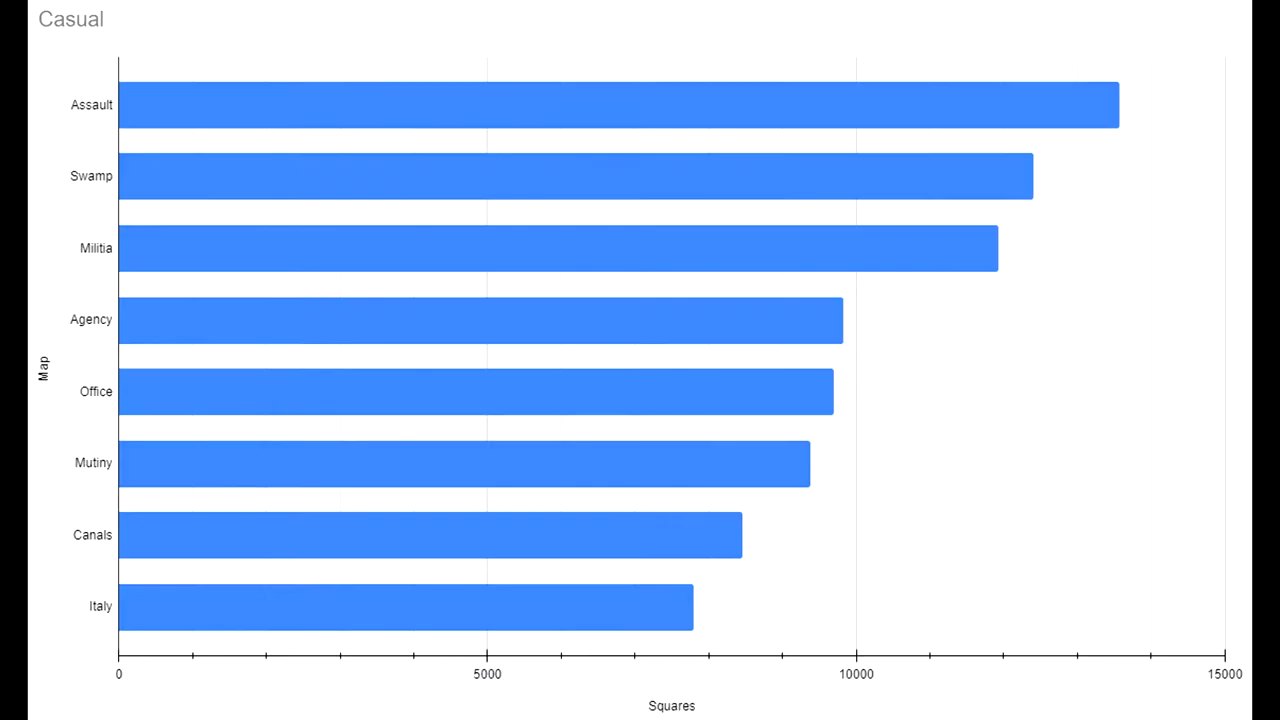 Casual
Assault
Swamp
Militia
Agency
Office
Mutiny
Canals
Italy
Map
0 5000 10000 15000
Squares